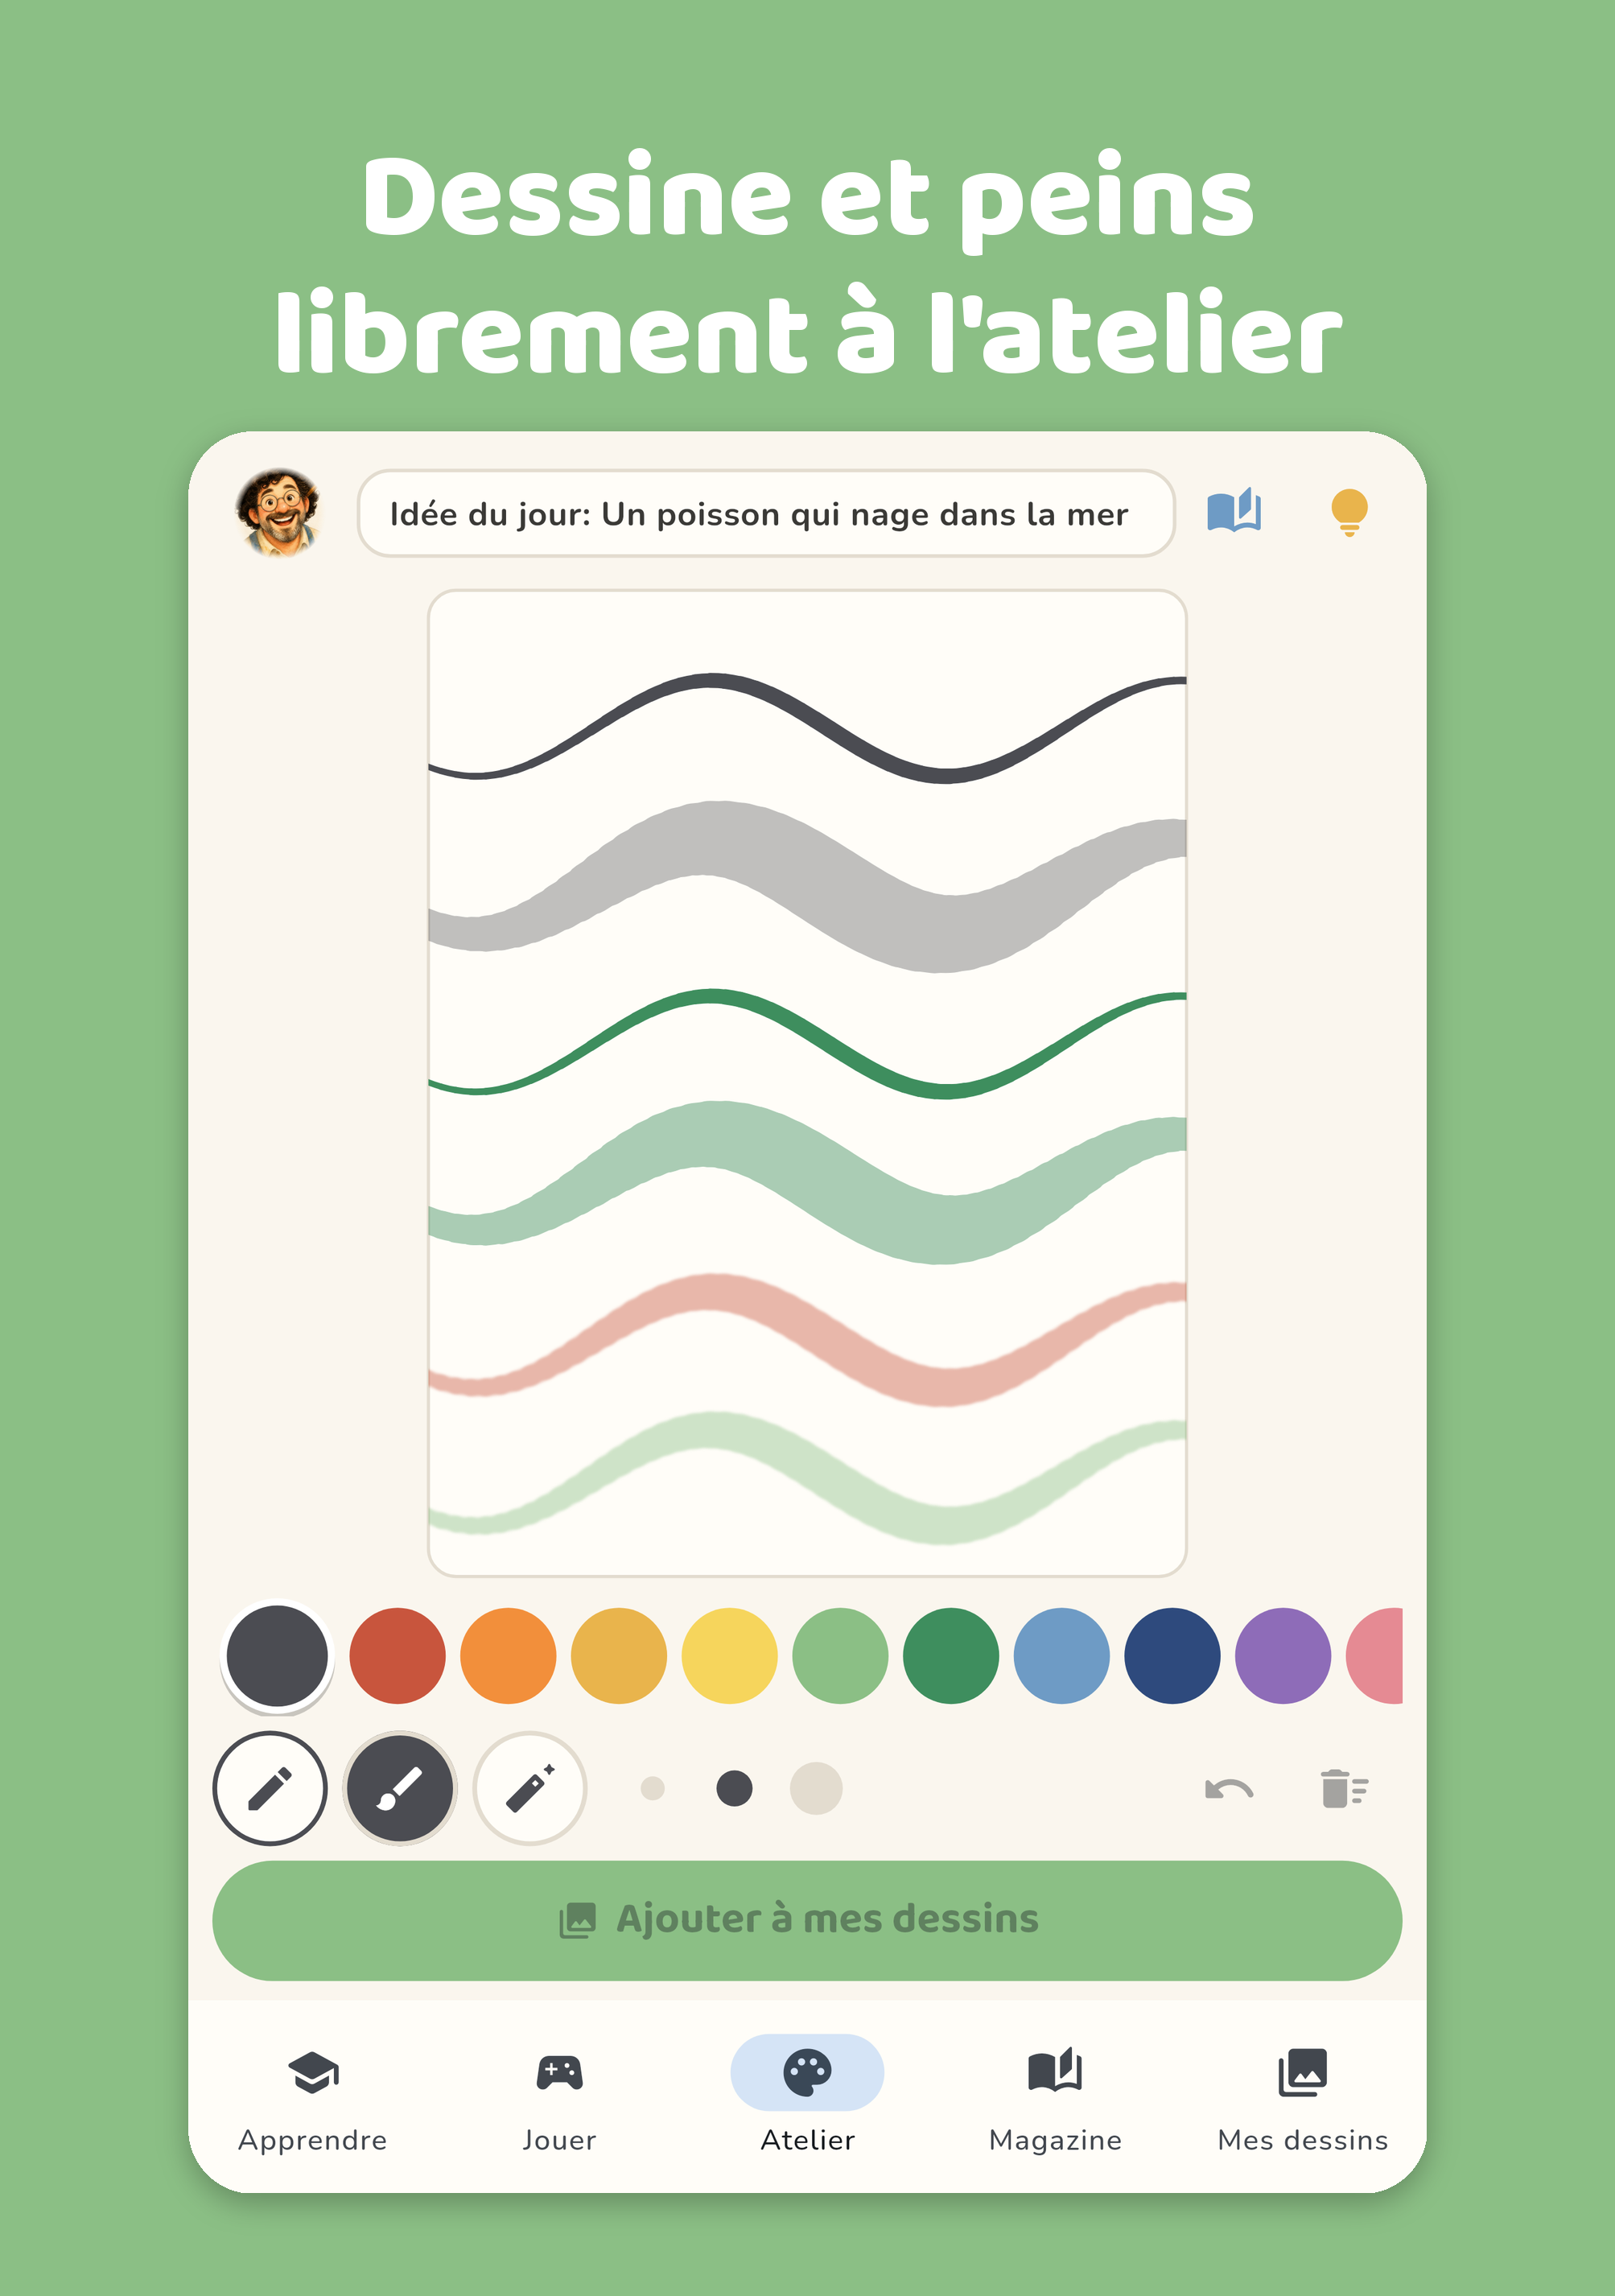 Dessine et peins
librement à l'atelier
Idée du jour: Un poisson qui nage dans la mer
Ajouter à mes dessins
Apprendre
Jouer
Atelier
Magazine
Mes dessins